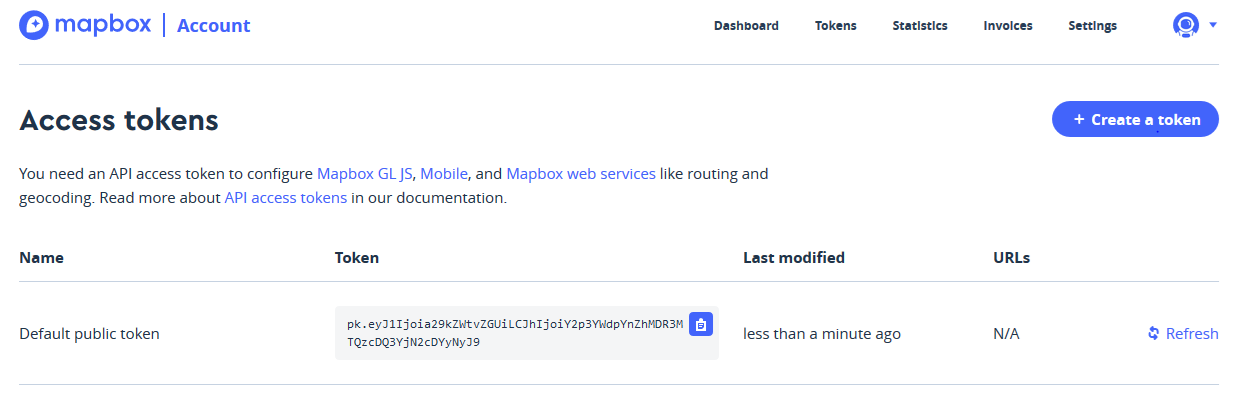 mapbox | Account
Dashboard Tokens Statistics Invoices Settings
Access tokens
+ Create a token
You need an API access token to configure Mapbox GL JS, Mobile, and Mapbox web services like routing and
geocoding. Read more about API access tokens in our documentation.
Name Token Last modified URLs
Default public token
pk.eyJ1Ijoia29kZWtvZGUiLCJhIjoiY2p3YWdpYnZhMDR3M
TQzcDQ3YjN2cDYyNyJ9
less than a minute ago N/A Refresh